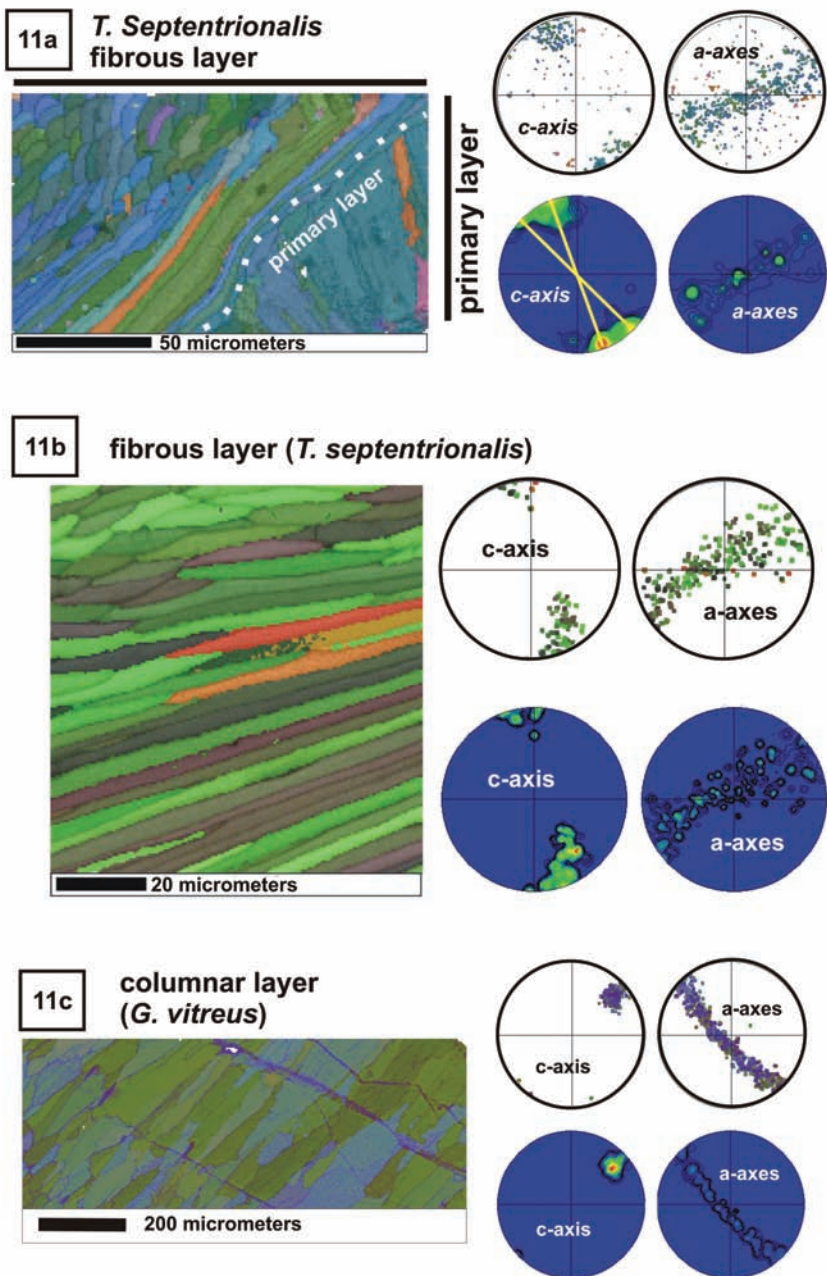 11a
T. Septentrionalis
fibrous layer
primary layer
50 micrometers
primary layer
c-axis
a-axes
c-axis
a-axes
11b
fibrous layer (T. septentrionalis)
20 micrometers
c-axis
a-axes
c-axis
a-axes
11c
columnar layer
(G. vitreus)
200 micrometers
c-axis
a-axes
c-axis
a-axes